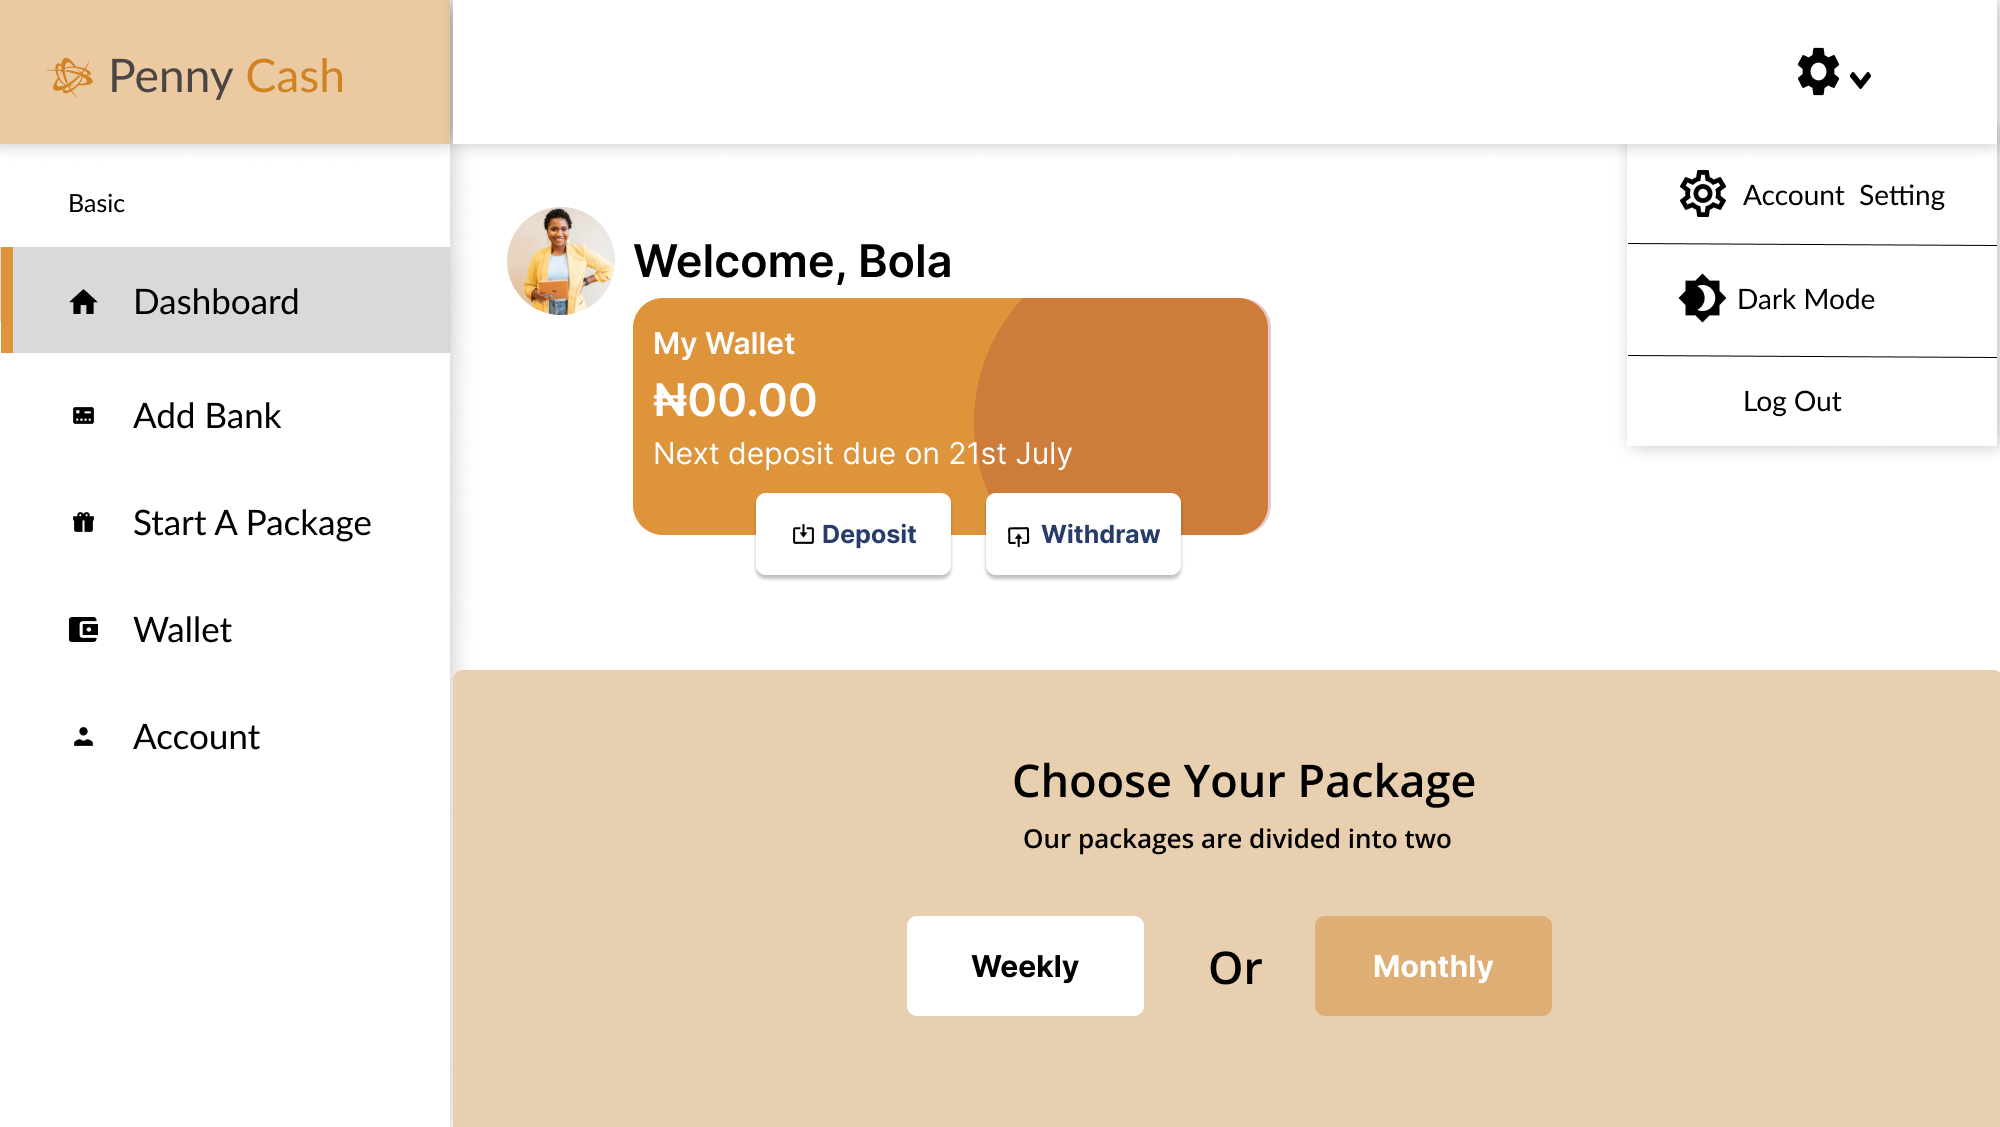 Penny Cash
Basic
Dashboard
Add Bank
Start A Package
Wallet
Account
Account Setting
Dark Mode
Log Out
Welcome, Bola
My Wallet
₦00.00
Next deposit due on 21st July
Deposit
Withdraw
Choose Your Package
Our packages are divided into two
Weekly Or Monthly